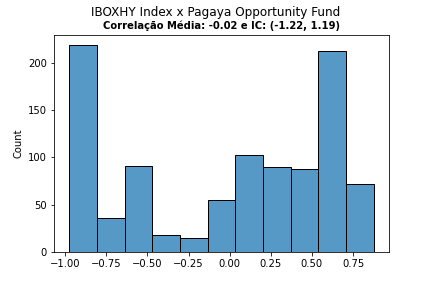 IBOXHY Index x Pagaya Opportunity Fund
Correlação Média: -0.02 e IC: (-1.22, 1.19)
200
150
100
50
0
Count
−1.00 −0.75 −0.50 −0.25 0.00 0.25 0.50 0.75